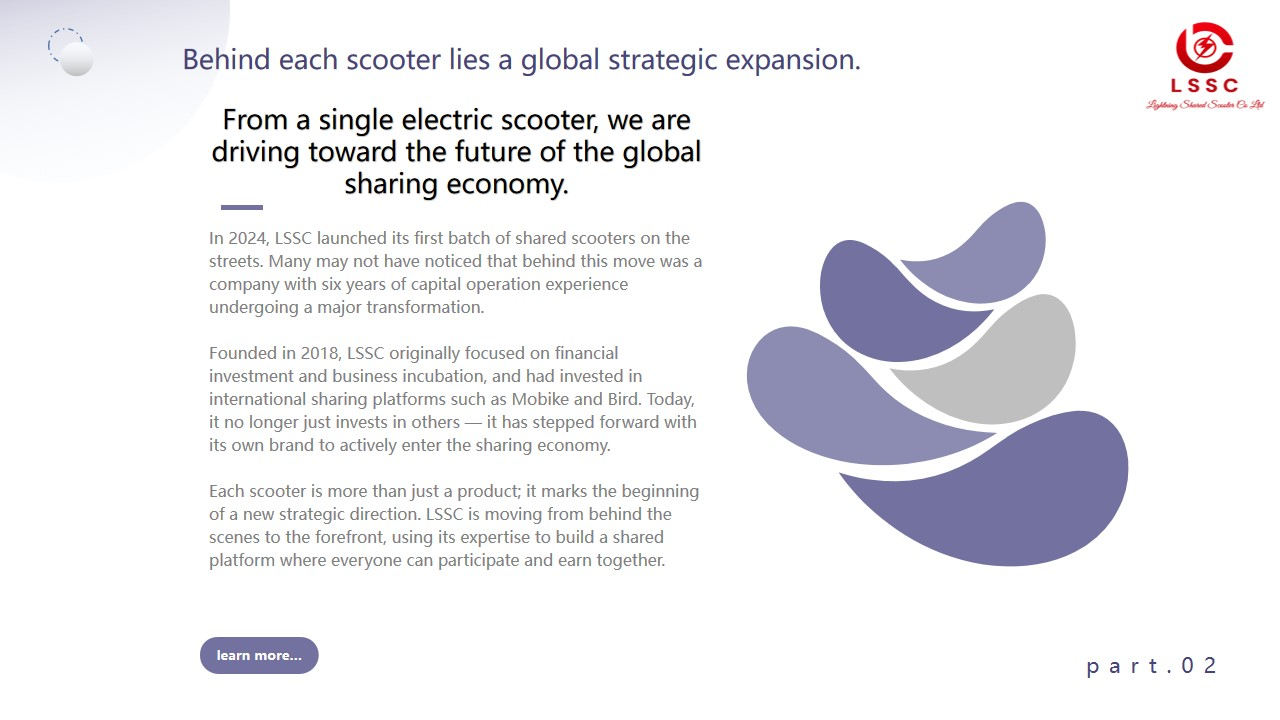 Behind each scooter lies a global strategic expansion.
LSSC
Lightning Shared Scooter Co Ltd
From a single electric scooter, we are
driving toward the future of the global
sharing economy.
In 2024, LSSC launched its first batch of shared scooters on the
streets. Many may not have noticed that behind this move was a
company with six years of capital operation experience
undergoing a major transformation.
Founded in 2018, LSSC originally focused on financial
investment and business incubation, and had invested in
international sharing platforms such as Mobike and Bird. Today,
it no longer just invests in others — it has stepped forward with
its own brand to actively enter the sharing economy.
Each scooter is more than just a product; it marks the beginning
of a new strategic direction. LSSC is moving from behind the
scenes to the forefront, using its expertise to build a shared
platform where everyone can participate and earn together.
learn more...
part.02